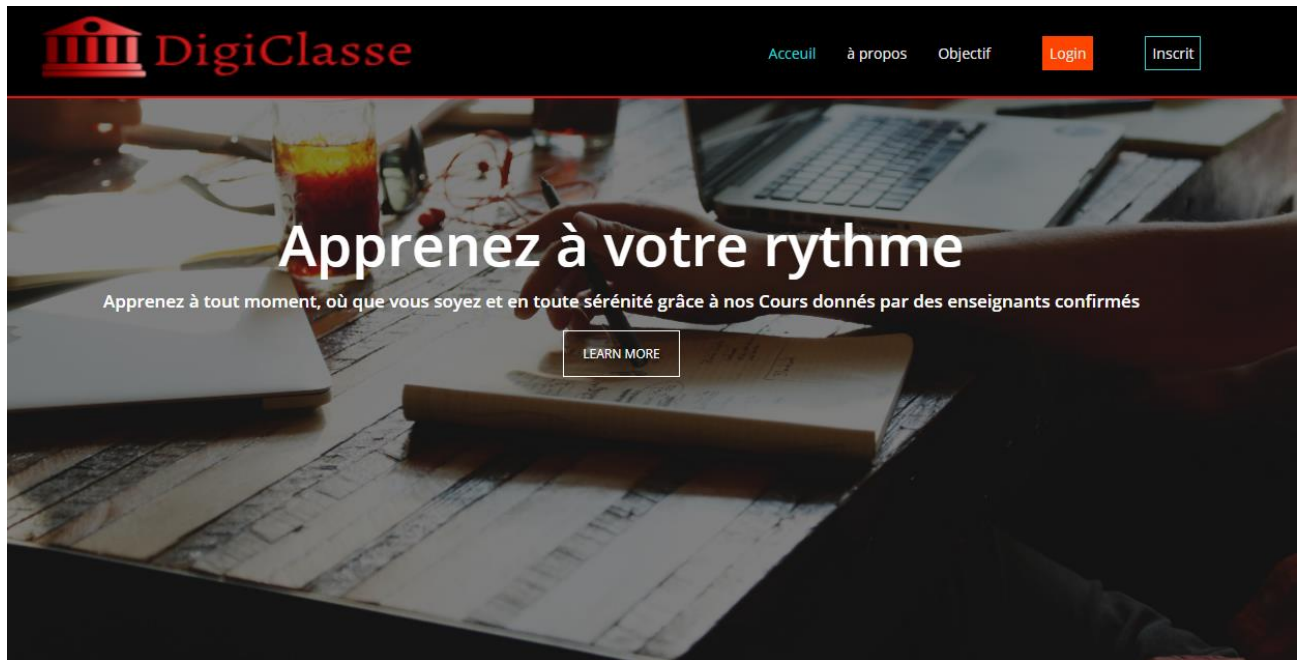 DigiClasse
Acceuil à propos Objectif Login Inscrit
Apprenez à votre rythme
Apprenez à tout moment, où que vous soyez et en toute sérénité grâce à nos Cours donnés par des enseignants confirmés
LEARN MORE